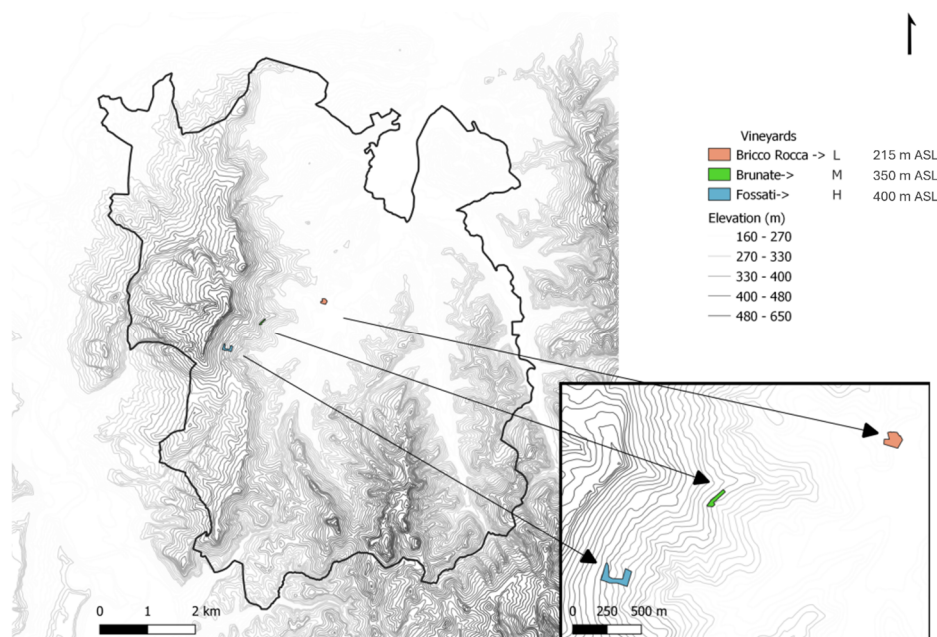 Vineyards
Bricco Rocca -> L 215 m ASL
Brunate-> M 350 m ASL
Fossati-> H 400 m ASL
Elevation (m)
160 - 270
270 - 330
330 - 400
400 - 480
480 - 650
0 1 2 km
0 250 500 m